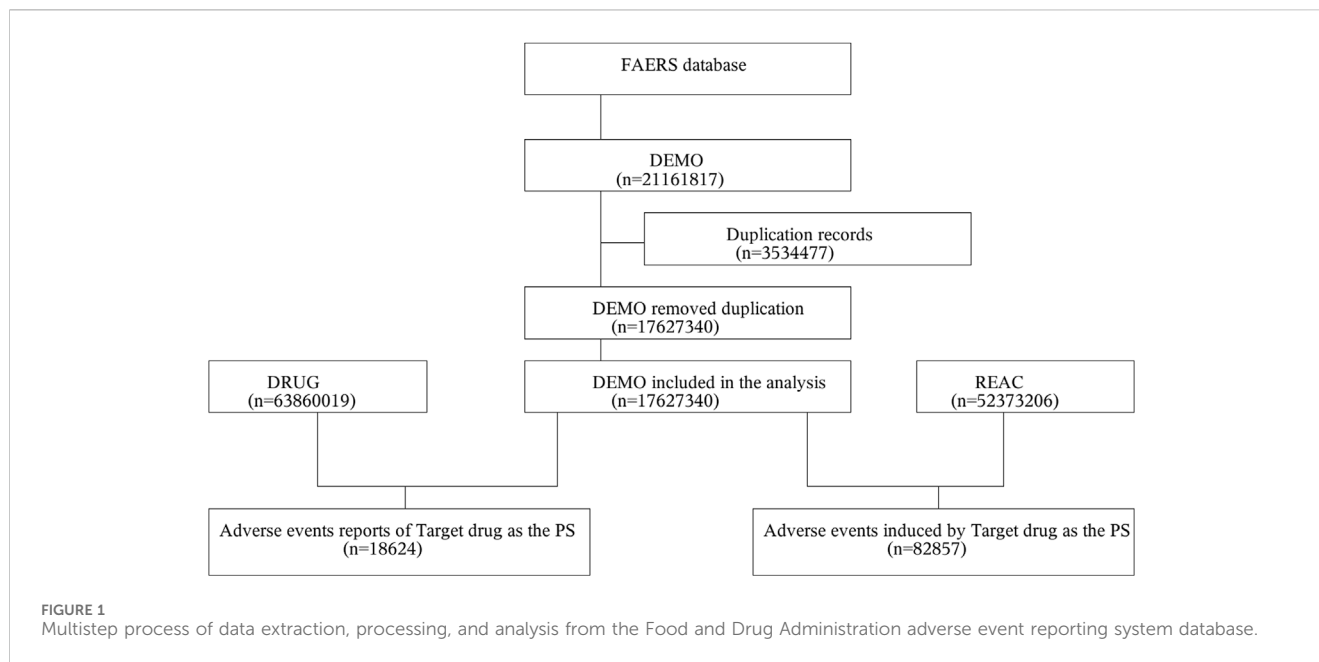 FAERS database
DEMO
(n=21161817)
Duplication records
(n=3534477)
DEMO removed duplication
(n=17627340)
DRUG
(n=63860019)
DEMO included in the analysis
(n=17627340)
REAC
(n=52373206)
Adverse events reports of Target drug as the PS
(n=18624)
Adverse events induced by Target drug as the PS
(n=82857)
FIGURE 1
Multistep process of data extraction, processing, and analysis from the Food and Drug Administration adverse event reporting system database.